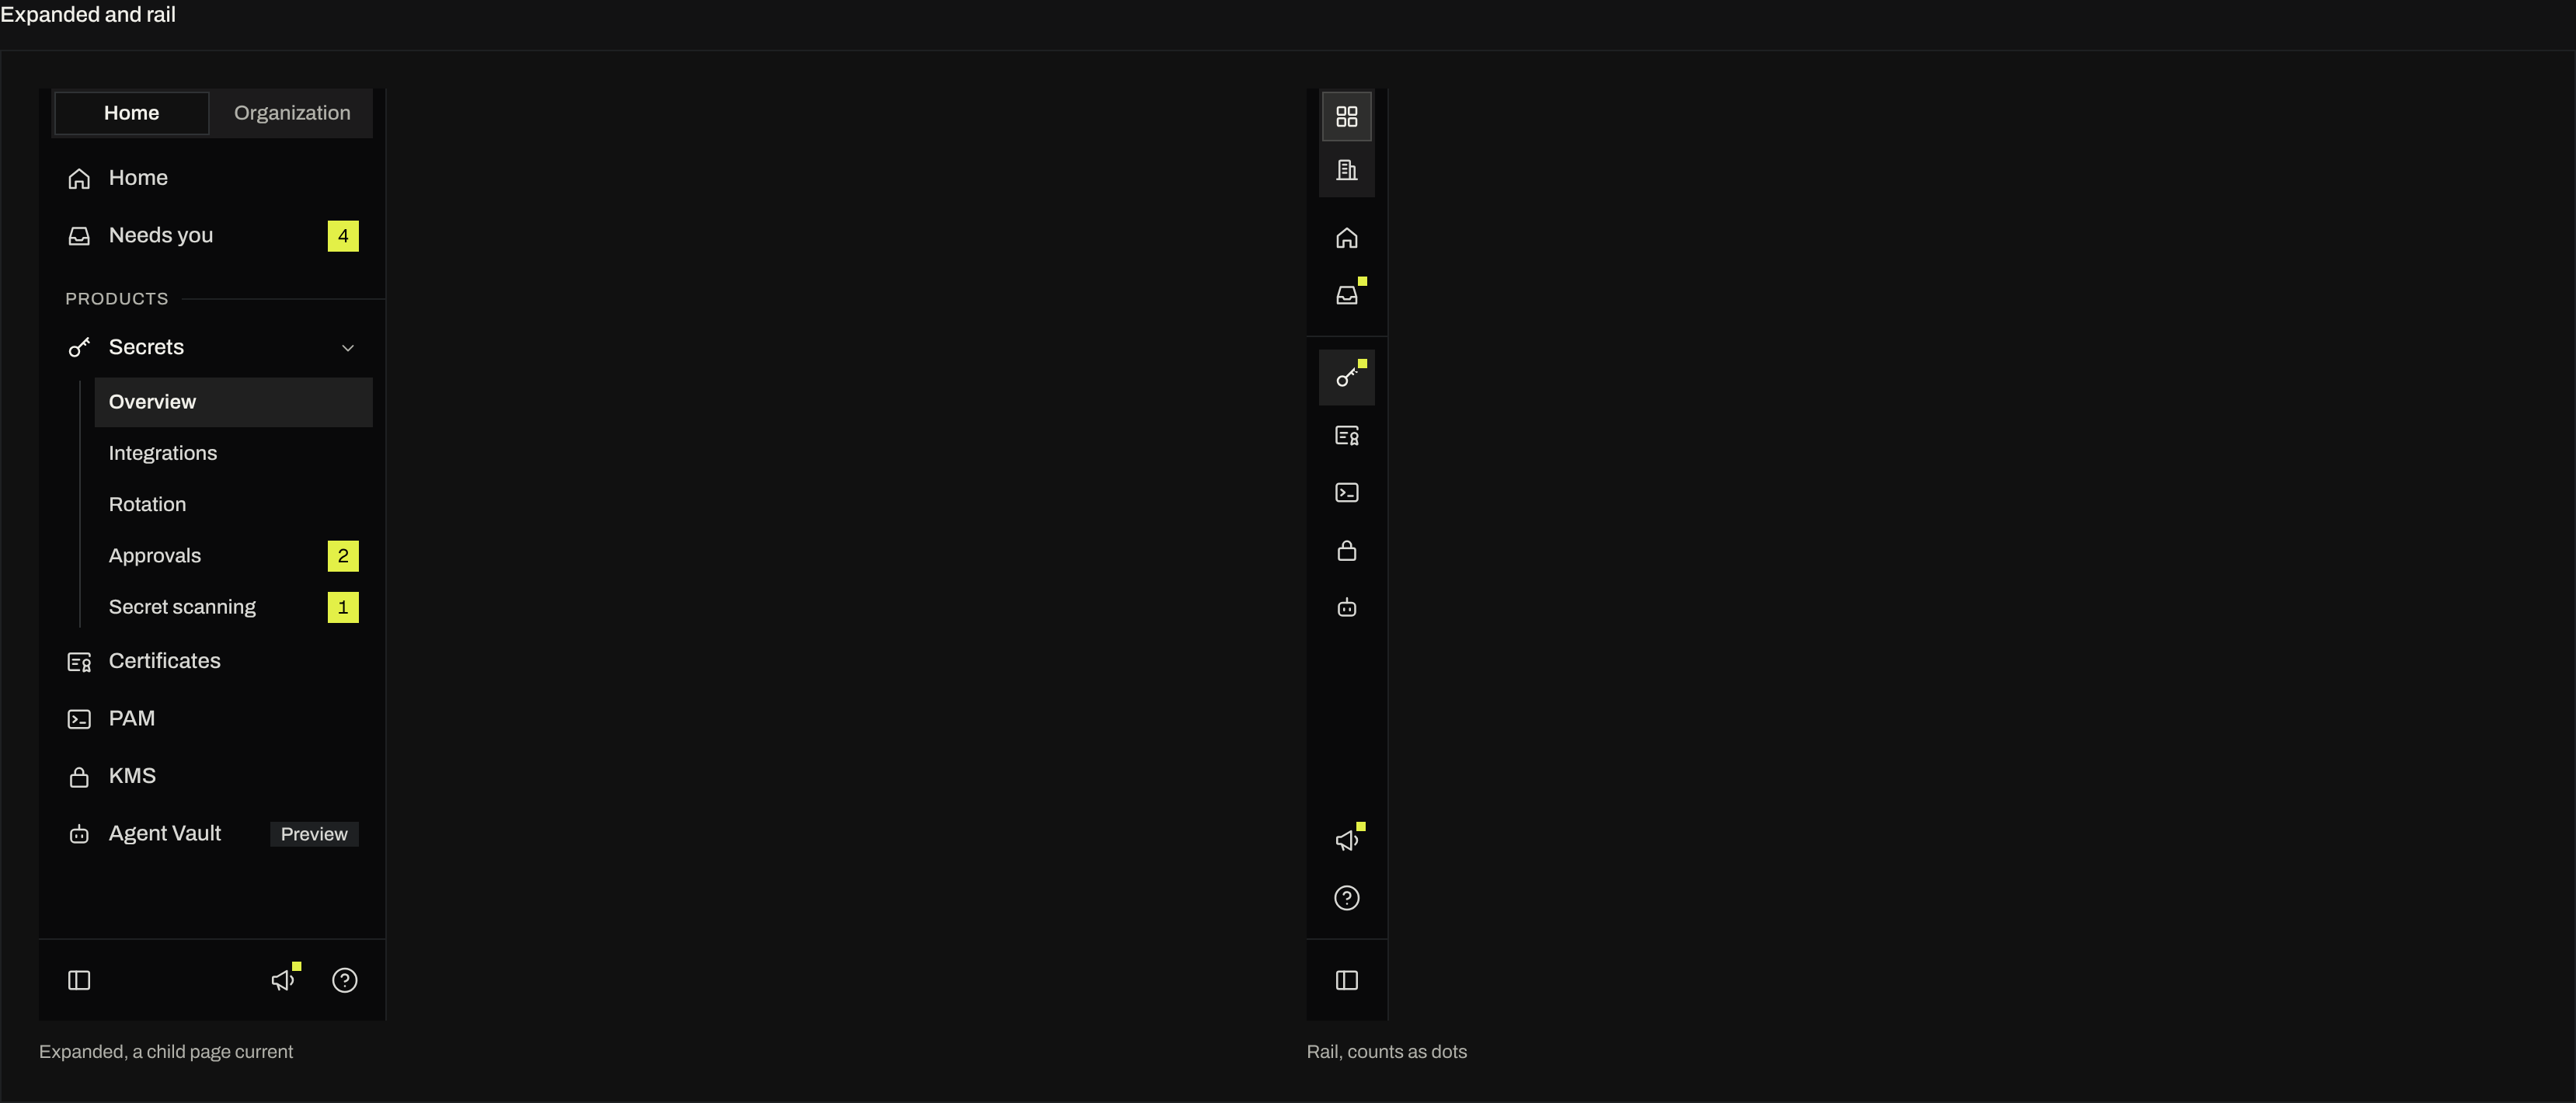 Expanded and rail
Home Organization
Home
Needs you 4
PRODUCTS
Secrets
Overview
Integrations
Rotation
Approvals 2
Secret scanning 1
Certificates
PAM
KMS
Agent Vault Preview
Expanded, a child page current
Rail, counts as dots